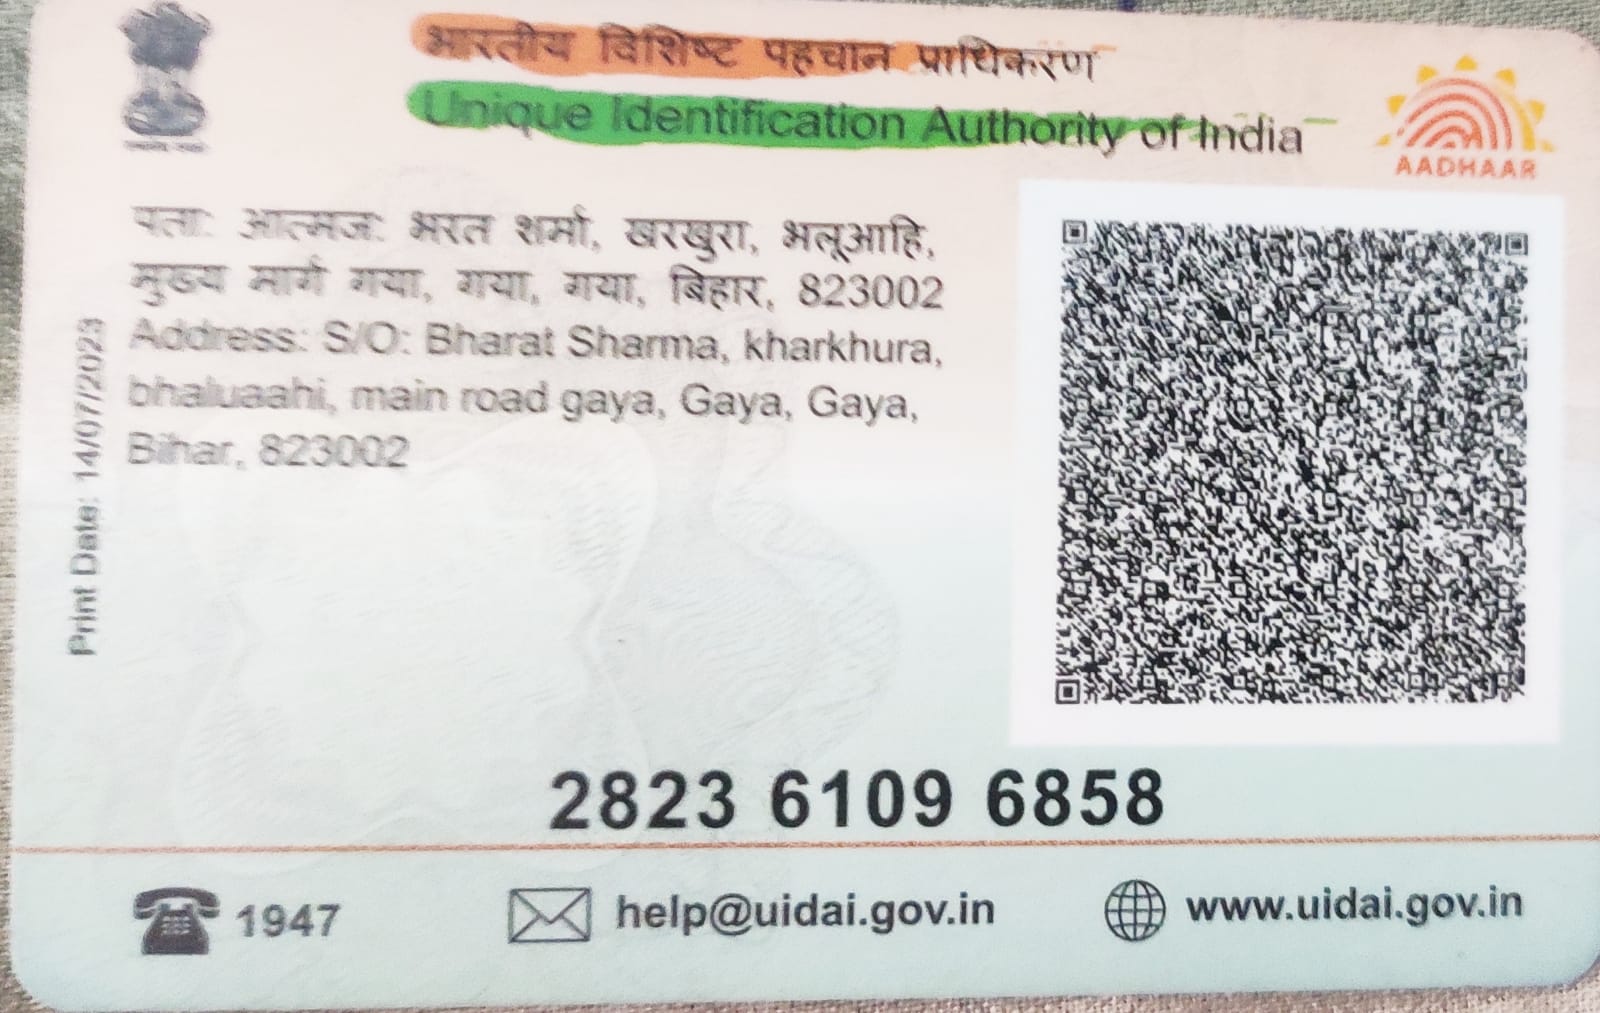 भारतीय विशिष्ट पहचान प्राधिकरण
Unique Identification Authority of India
AADHAAR
पता: आत्मज: भरत शर्मा, खरखुरा, भलूआहि,
मुख्य मार्ग गया, गया, गया, बिहार, 823002
Address: S/O: Bharat Sharma, kharkhura,
bhaluaahi, main road gaya, Gaya, Gaya,
Bihar, 823002
Print Date: 14/07/2023
2823 6109 6858
1947
help@uidai.gov.in
www.uidai.gov.in